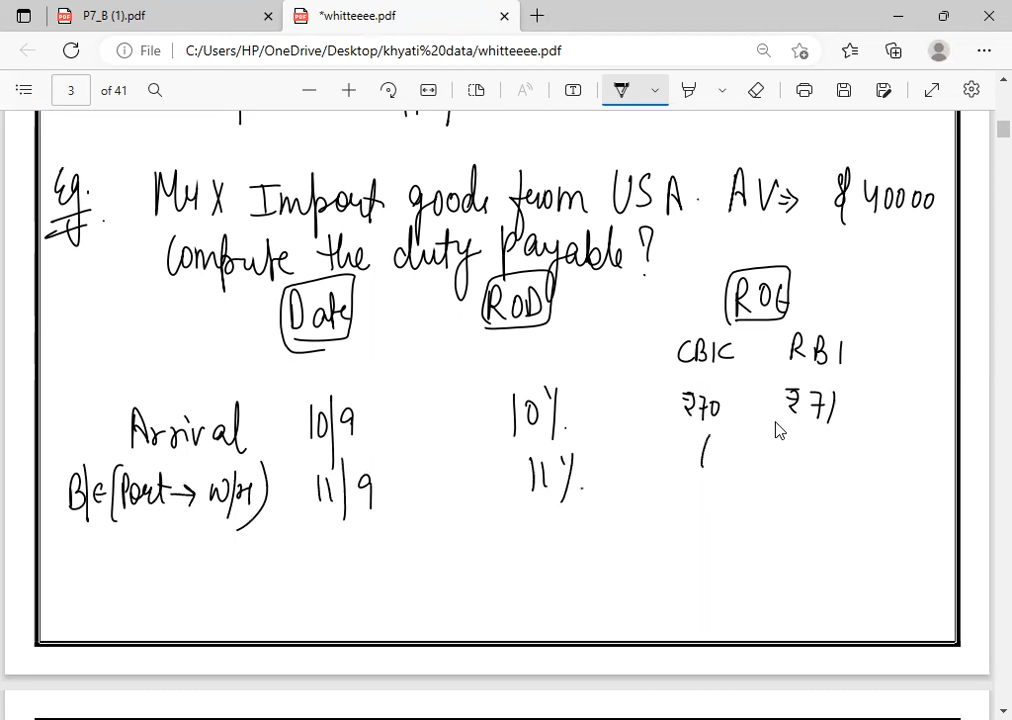 P7_B (1).pdf
*whitteeee.pdf
File C:/Users/HP/OneDrive/Desktop/khyati%20data/whitteeee.pdf
3 of 41
Eg. M/s X Import goods from USA. AV => $ 40000
Compute the duty payable?
Date ROD ROE
CBIC RBI
Arrival 10/9 10% ₹70 ₹71
B/E (Port → W/H) 11/9 11%